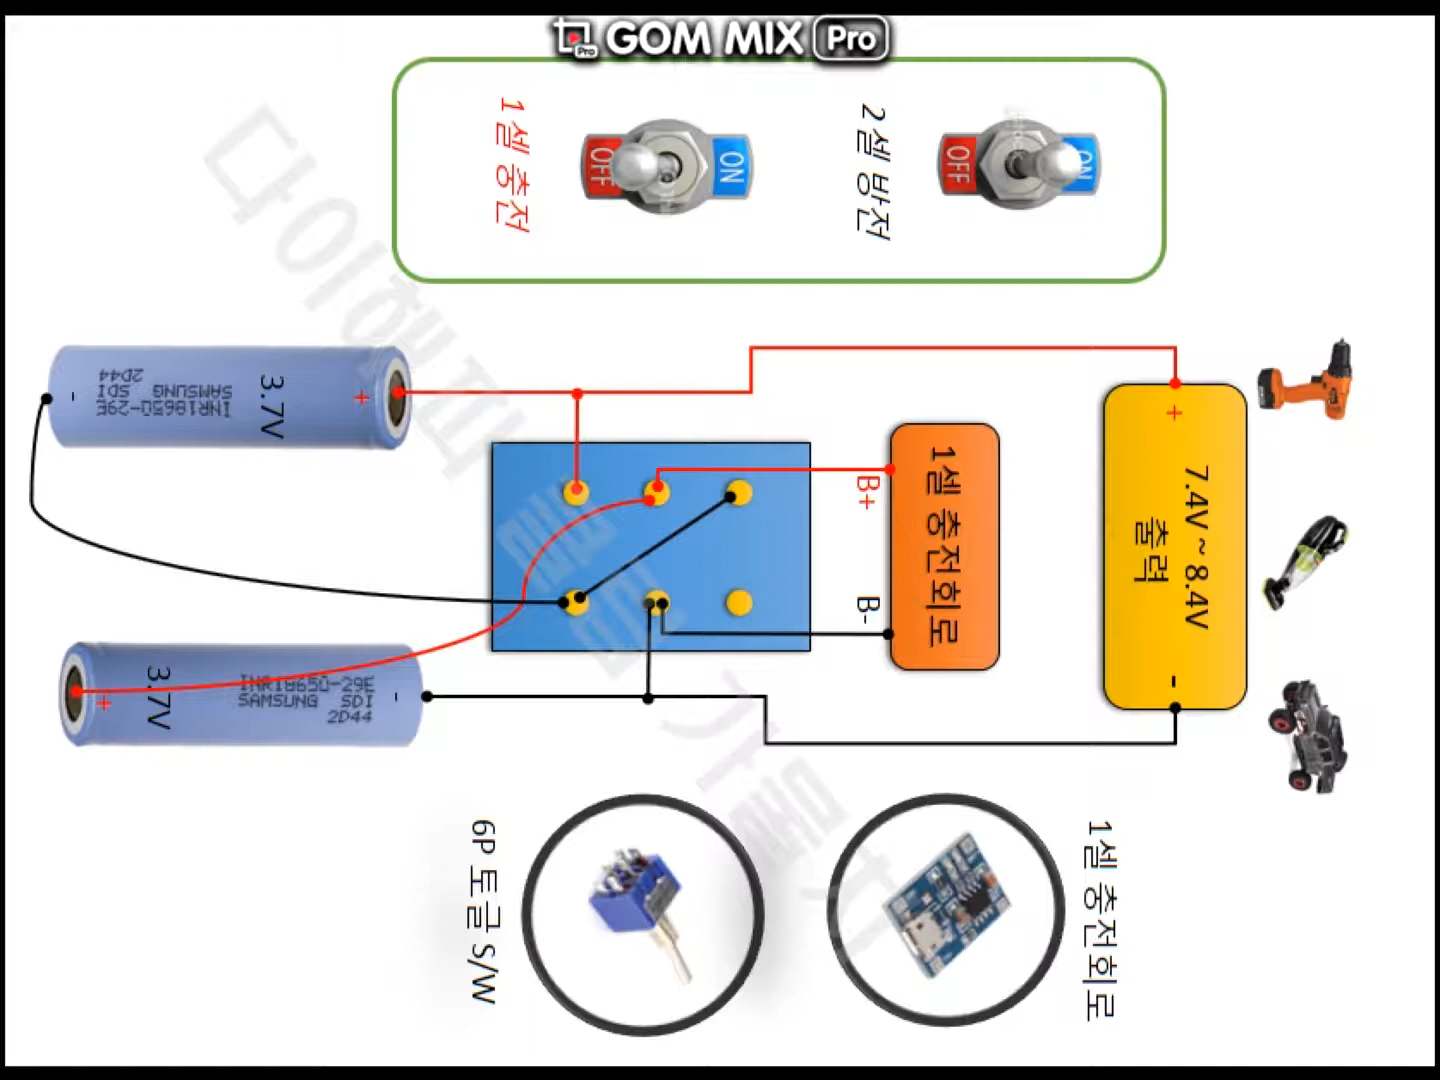 GOM MIX Pro
1셀 충전
OFF
ON
2셀 방전
OFF
ON
3.7V
+
-
INR18650-29E
SAMSUNG SDI
2D44
3.7V
+
-
INR18650-29E
SAMSUNG SDI
2D44
B+
B-
1셀 충전회로
+
7.4V ~ 8.4V
출력
-
6P 토글 S/W
1셀 충전회로